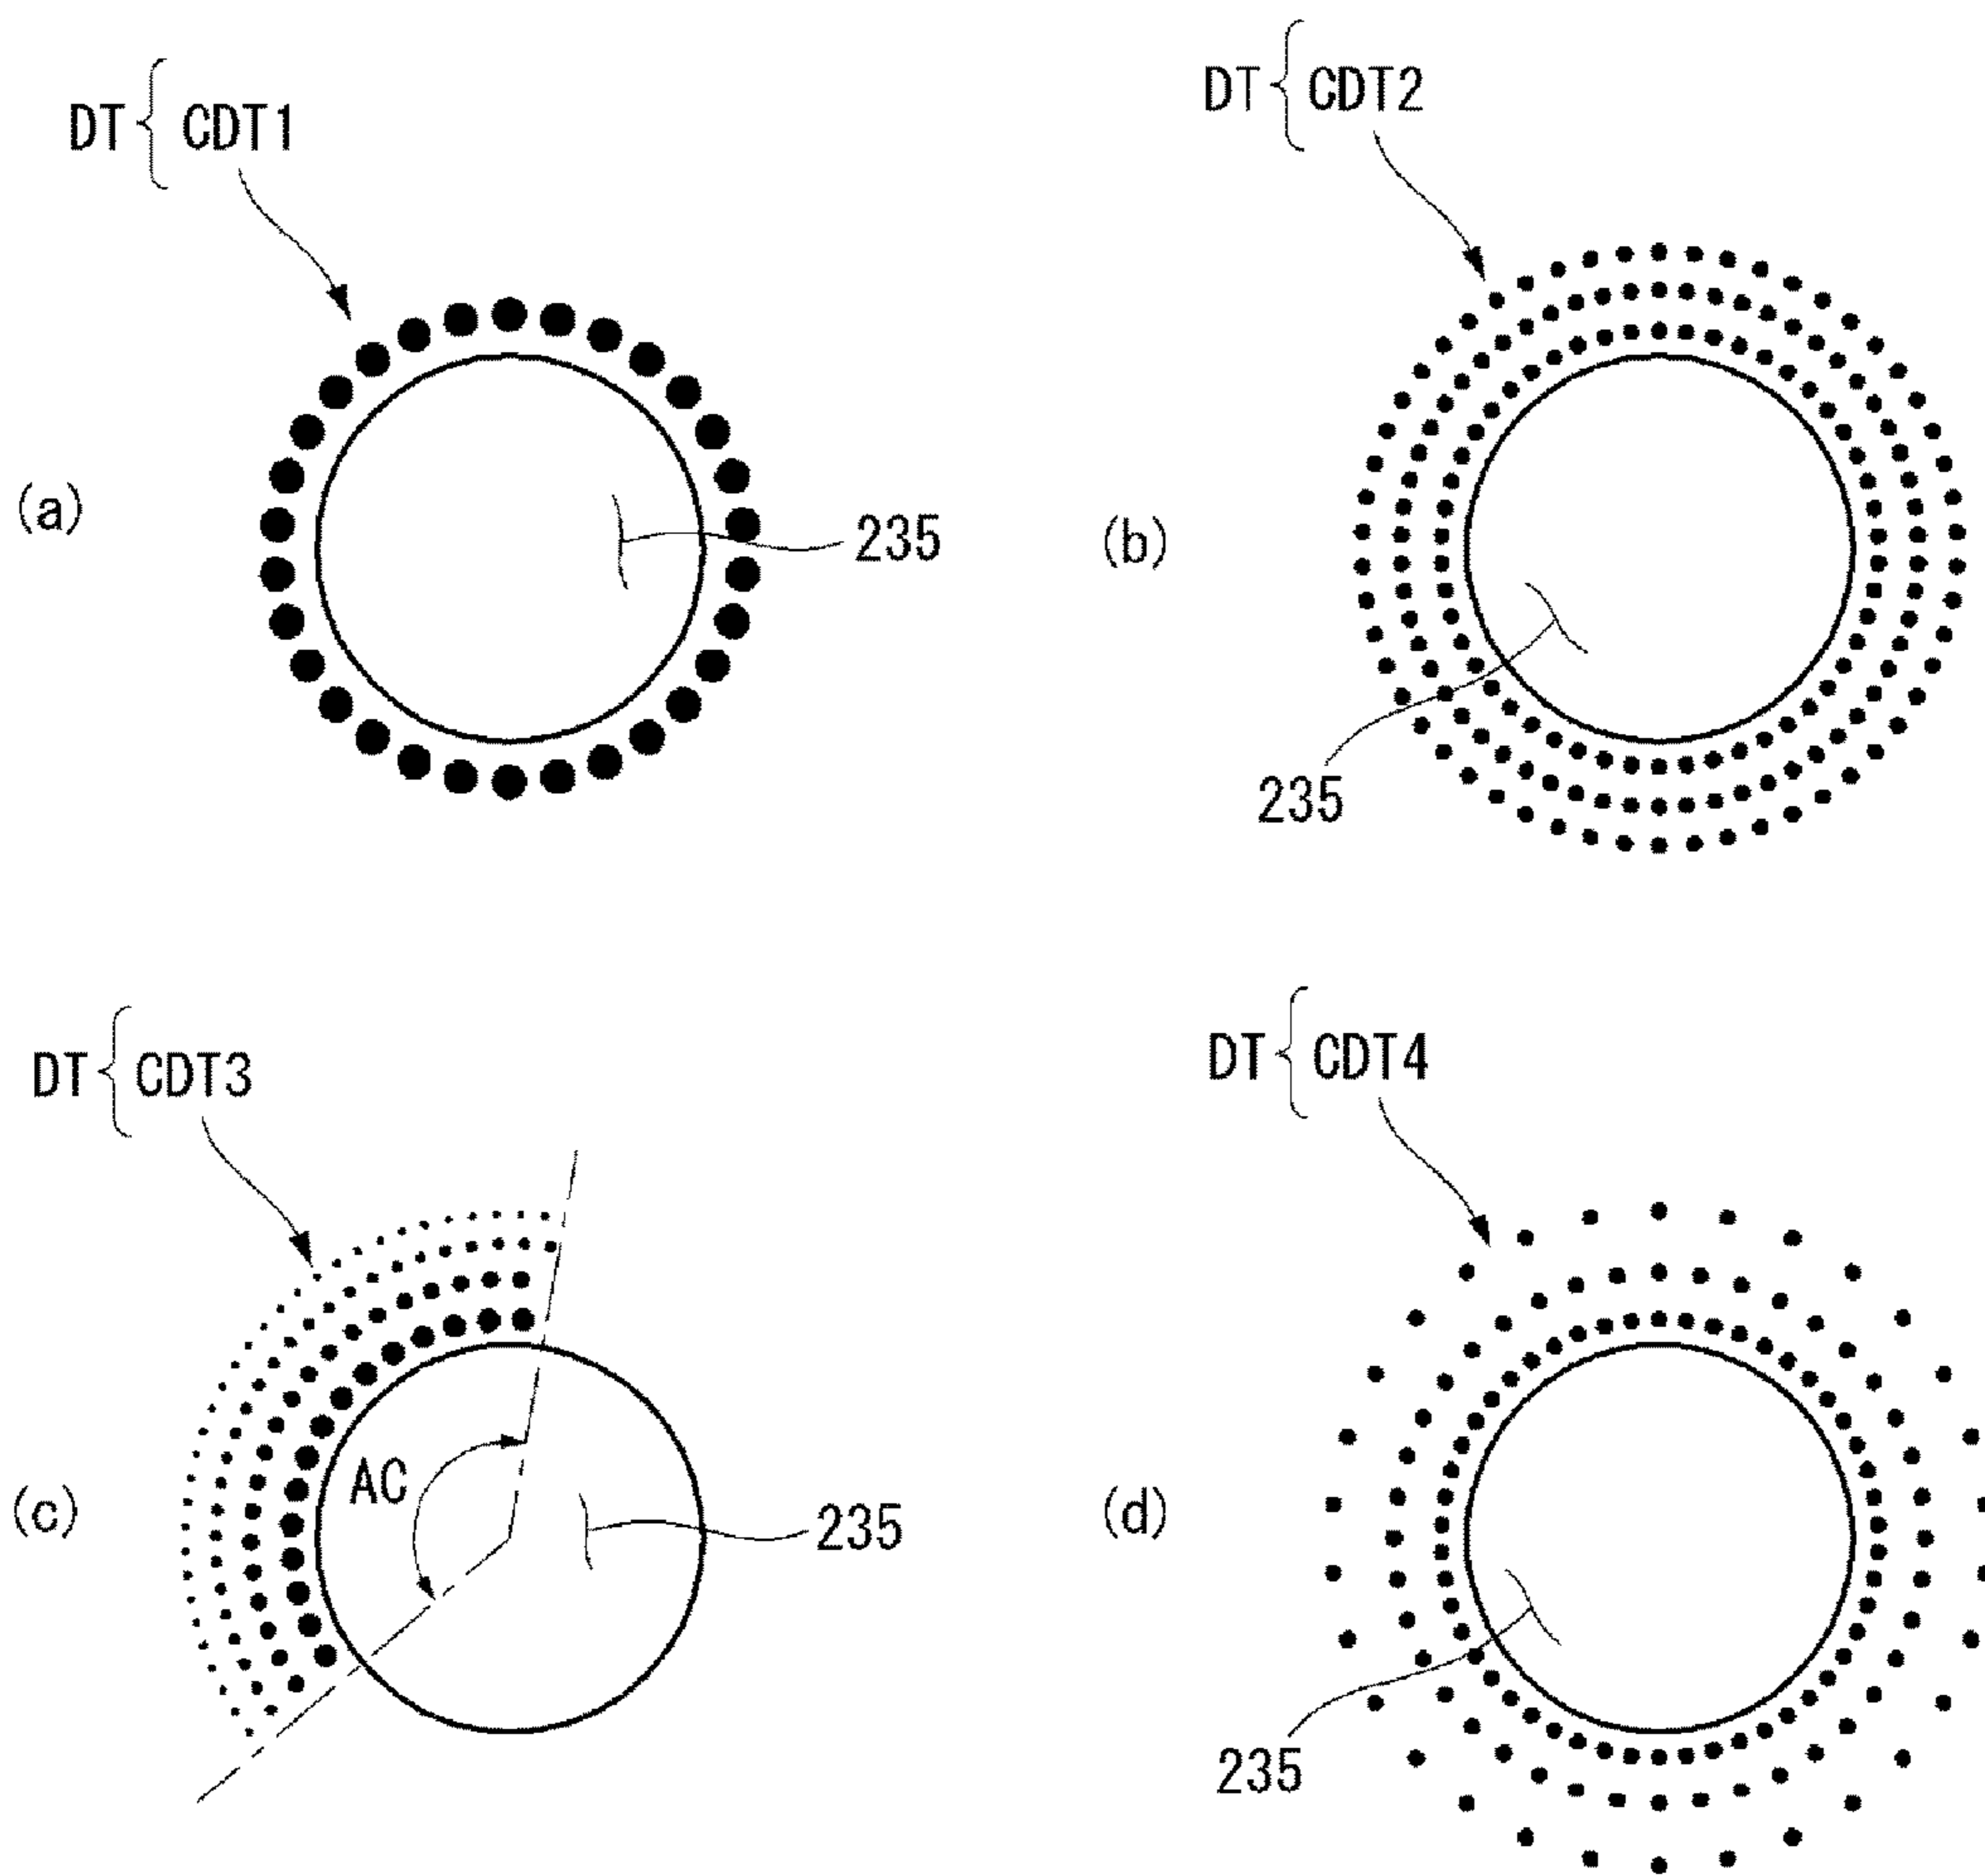 DT { CDT1
(a)
235
DT { CDT2
(b)
235
DT { CDT3
AC
(c)
235
DT { CDT4
(d)
235